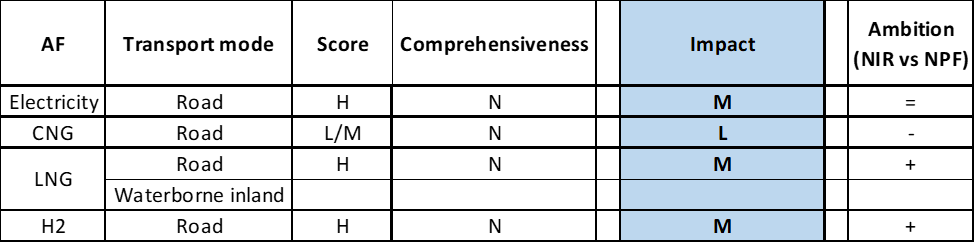 AF Transport mode Score Comprehensiveness Impact Ambition (NIR vs NPF)
Electricity Road H N M =
CNG Road L/M N L -
LNG Road H N M +
Waterborne inland
H2 Road H N M +